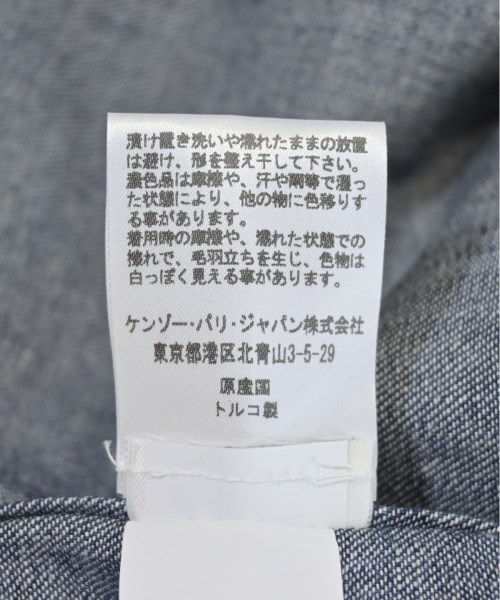 漬け置き洗いや濡れたままの放置
は避け、形を整え干して下さい。
濃色品は摩擦や、汗や雨等で湿っ
た状態により、他の物に色移りす
る事があります。
着用時の摩擦や、濡れた状態での
擦れで、毛羽立ちを生じ、色物は
白っぽく見える事があります。
ケンゾー・パリ・ジャパン株式会社
東京都港区北青山3-5-29
原産国
トルコ製